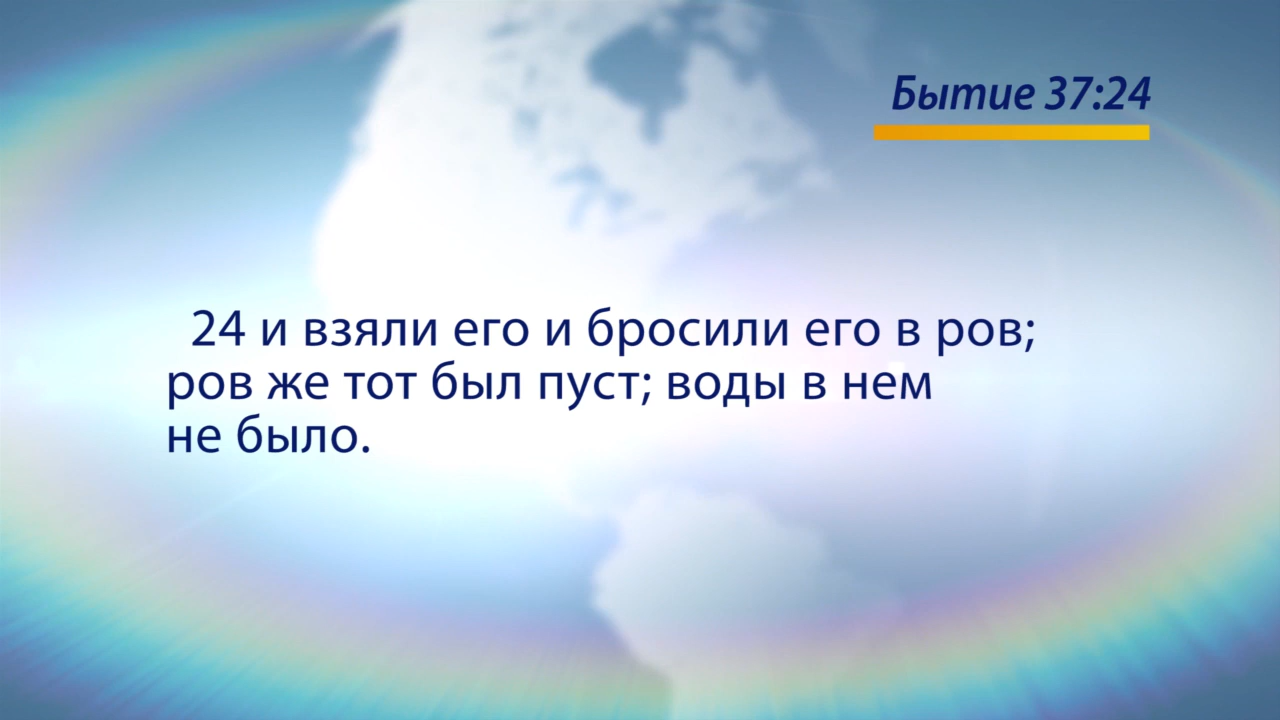 Бытие 37:24
24 и взяли его и бросили его в ров;
ров же тот был пуст; воды в нем
не было.